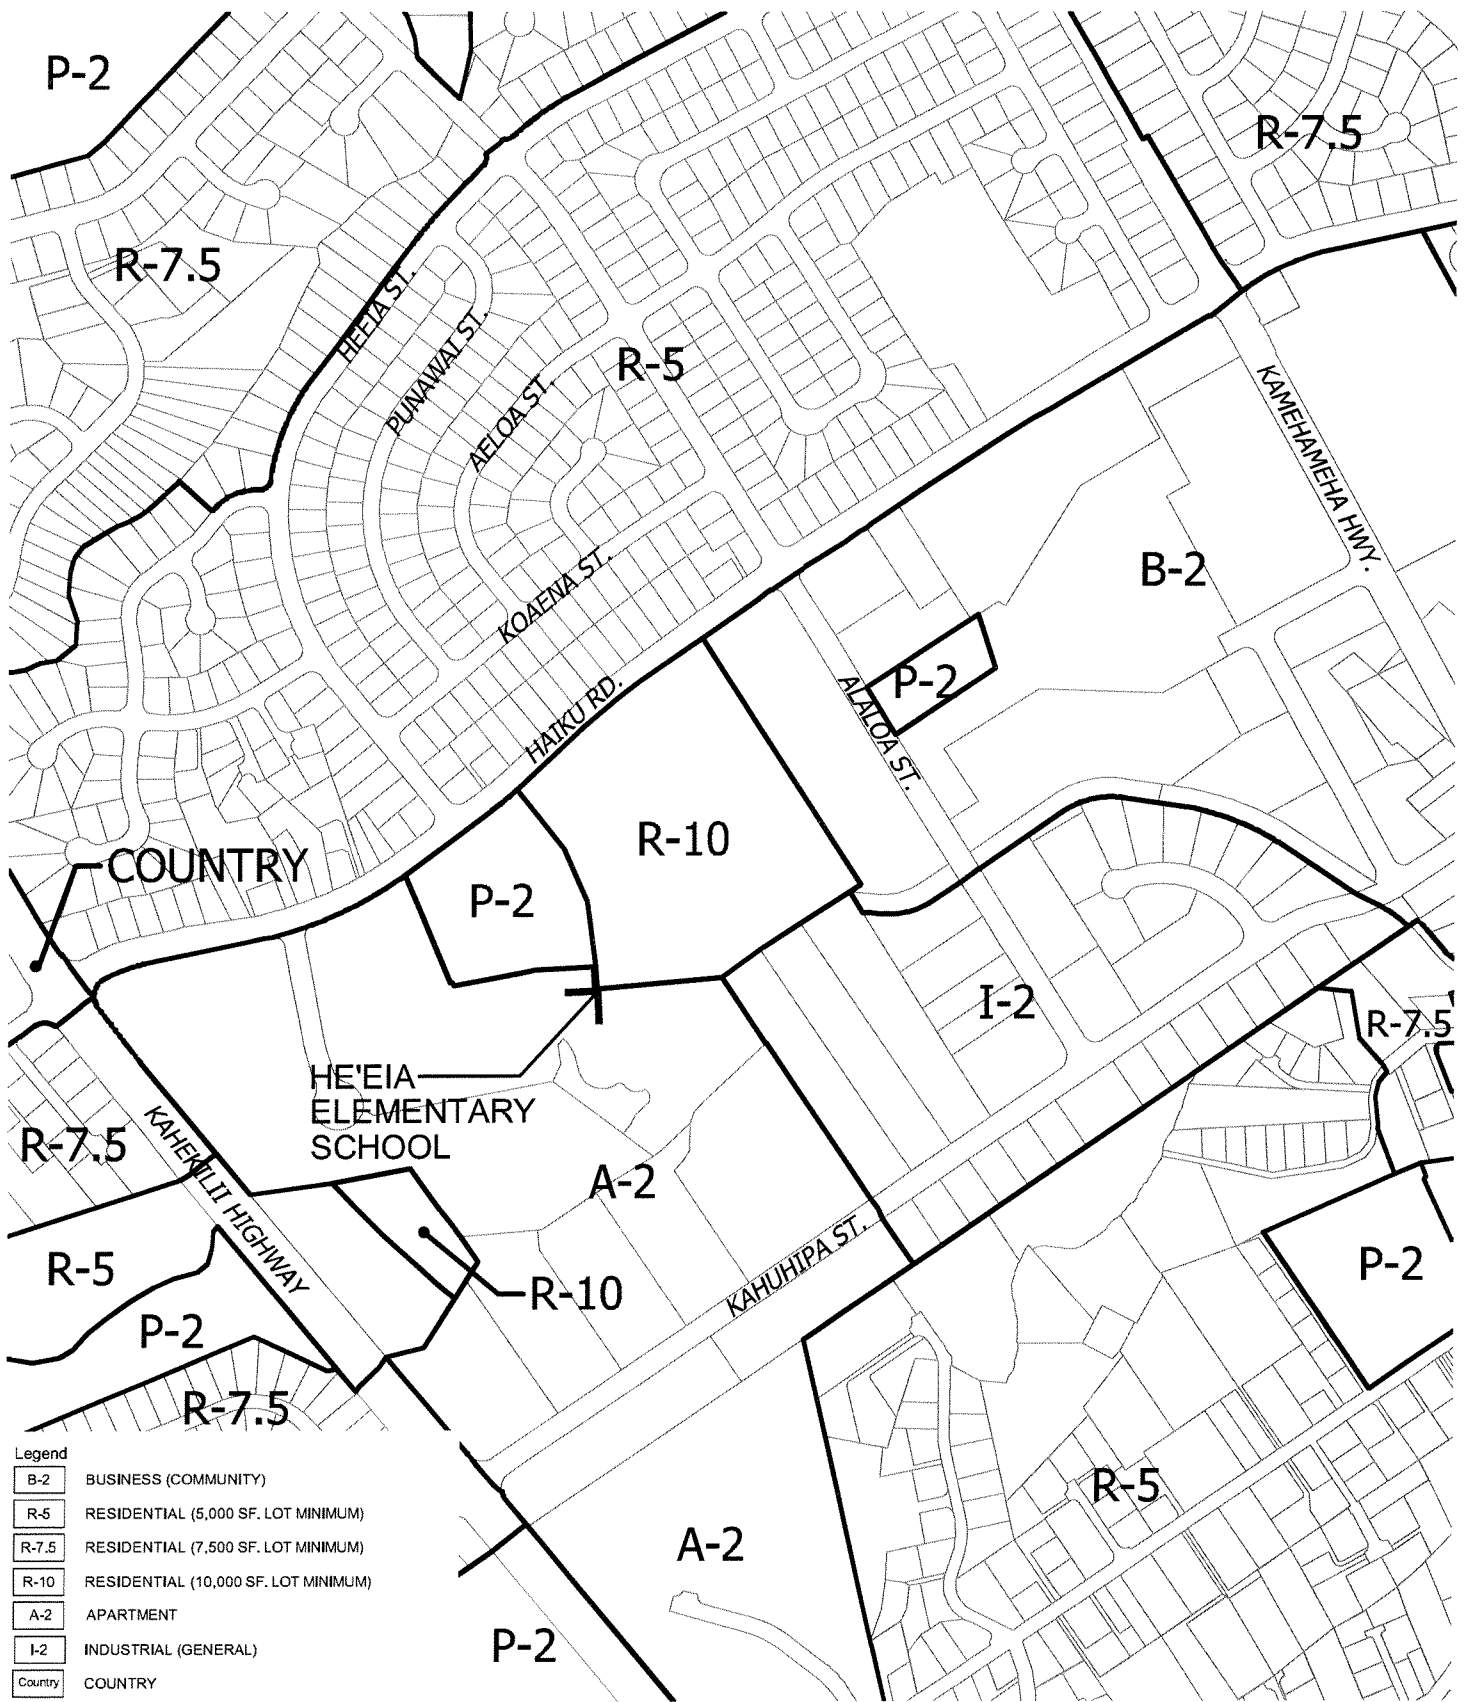 P-2
R-7.5
R-7.5
HEEIA ST.
PUNAWAI ST.
AELOA ST.
R-5
KAMEHAMEHA HWY.
KOAENA ST.
B-2
HAIKU RD.
P-2
ALALOA ST.
R-10
COUNTRY
P-2
I-2
R-7.5
HE'EIA
ELEMENTARY
SCHOOL
KAHEKILII HIGHWAY
R-7.5
A-2
R-5
R-10
KAHUHIPA ST.
P-2
P-2
R-7.5
R-5
A-2
P-2
Legend
B-2 BUSINESS (COMMUNITY)
R-5 RESIDENTIAL (5,000 SF. LOT MINIMUM)
R-7.5 RESIDENTIAL (7,500 SF. LOT MINIMUM)
R-10 RESIDENTIAL (10,000 SF. LOT MINIMUM)
A-2 APARTMENT
I-2 INDUSTRIAL (GENERAL)
Country COUNTRY